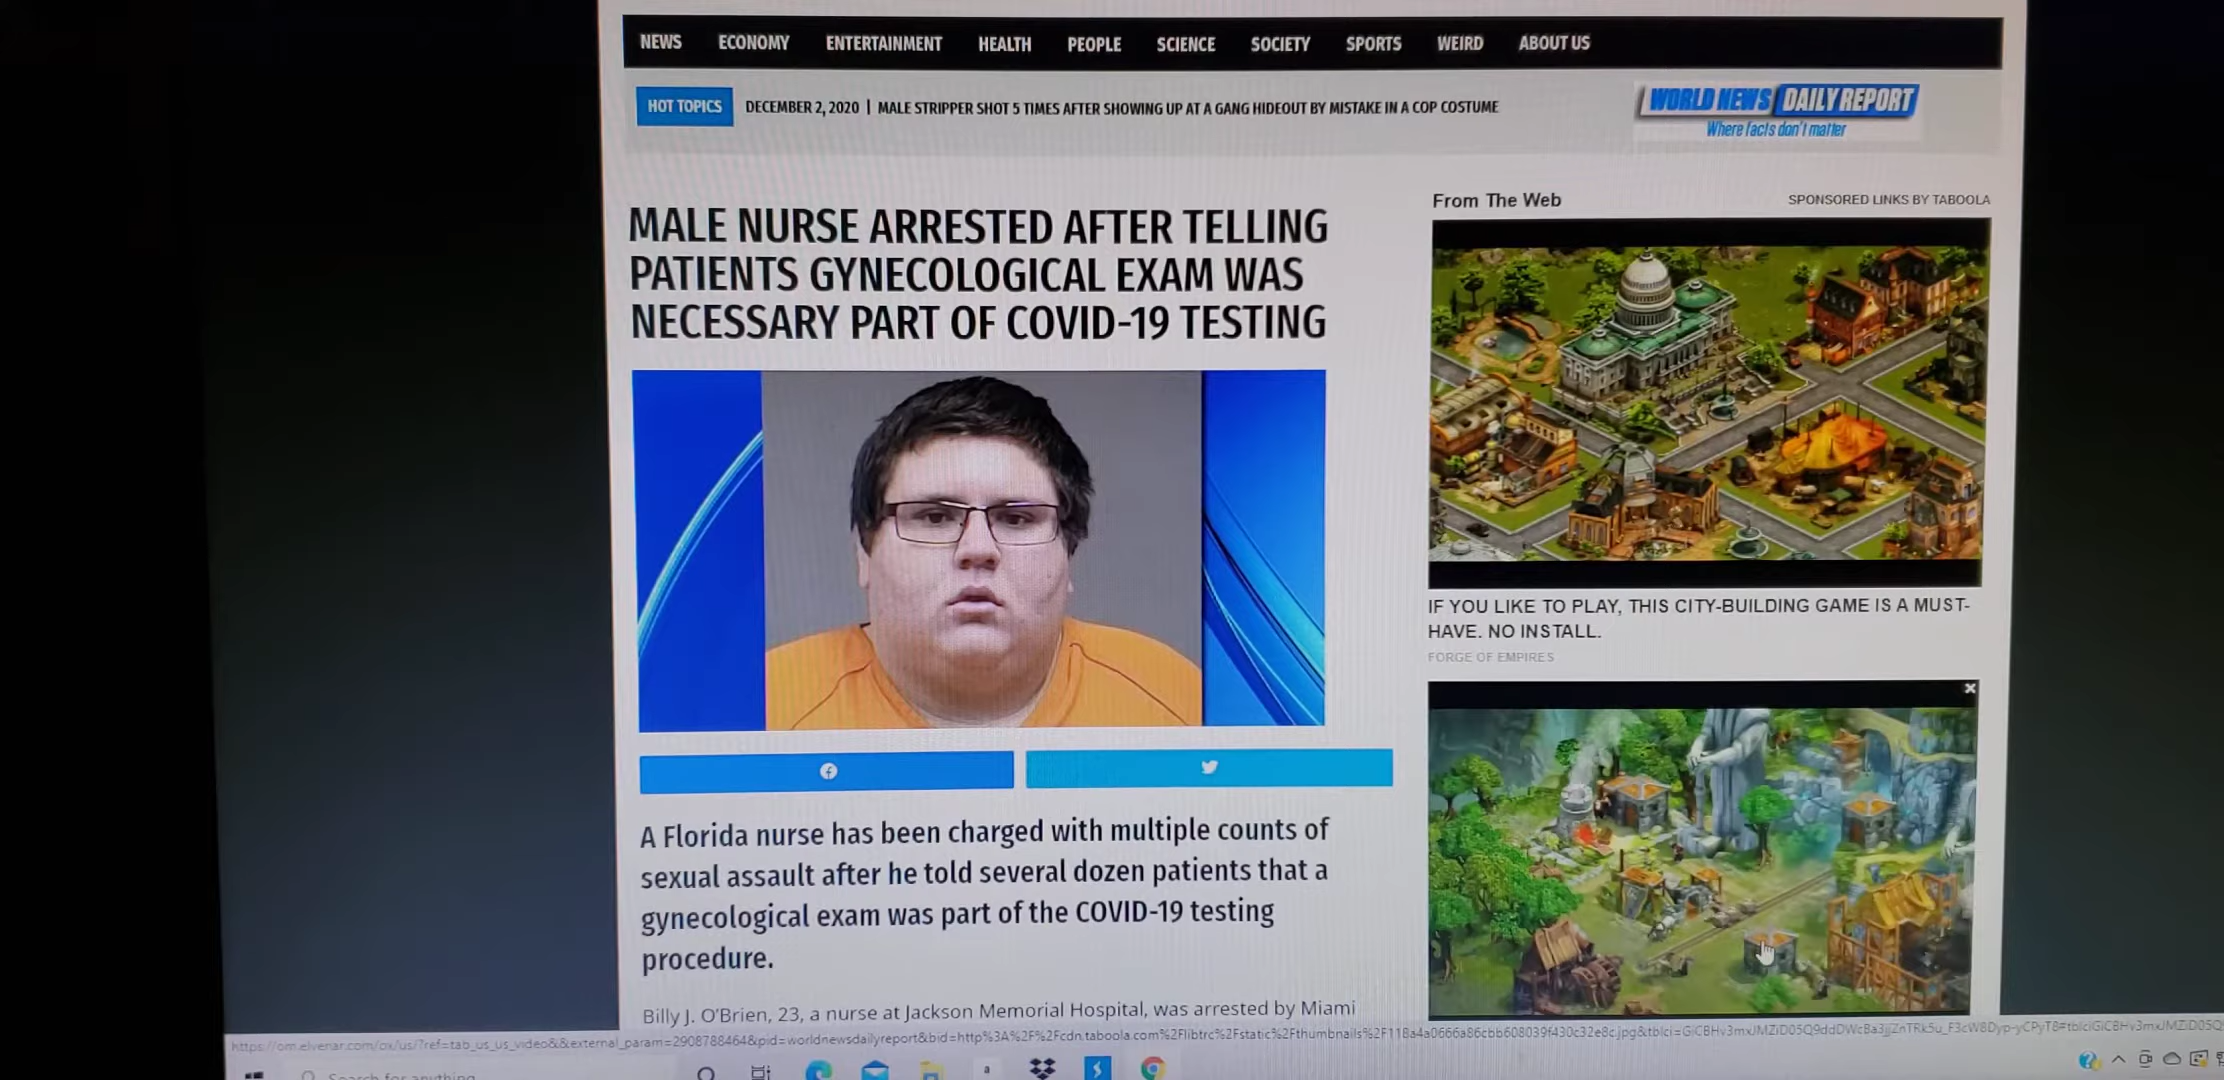 NEWS ECONOMY ENTERTAINMENT HEALTH PEOPLE SCIENCE SOCIETY SPORTS WEIRD ABOUT US
HOT TOPICS DECEMBER 2, 2020 | MALE STRIPPER SHOT 5 TIMES AFTER SHOWING UP AT A GANG HIDEOUT BY MISTAKE IN A COP COSTUME
WORLD NEWS DAILY REPORT
Where facts don't matter
MALE NURSE ARRESTED AFTER TELLING
PATIENTS GYNECOLOGICAL EXAM WAS
NECESSARY PART OF COVID-19 TESTING
A Florida nurse has been charged with multiple counts of
sexual assault after he told several dozen patients that a
gynecological exam was part of the COVID-19 testing
procedure.
Billy J. O'Brien, 23, a nurse at Jackson Memorial Hospital, was arrested by Miami
From The Web SPONSORED LINKS BY TABOOLA
IF YOU LIKE TO PLAY, THIS CITY-BUILDING GAME IS A MUST-
HAVE. NO INSTALL.
FORGE OF EMPIRES
Search for anything